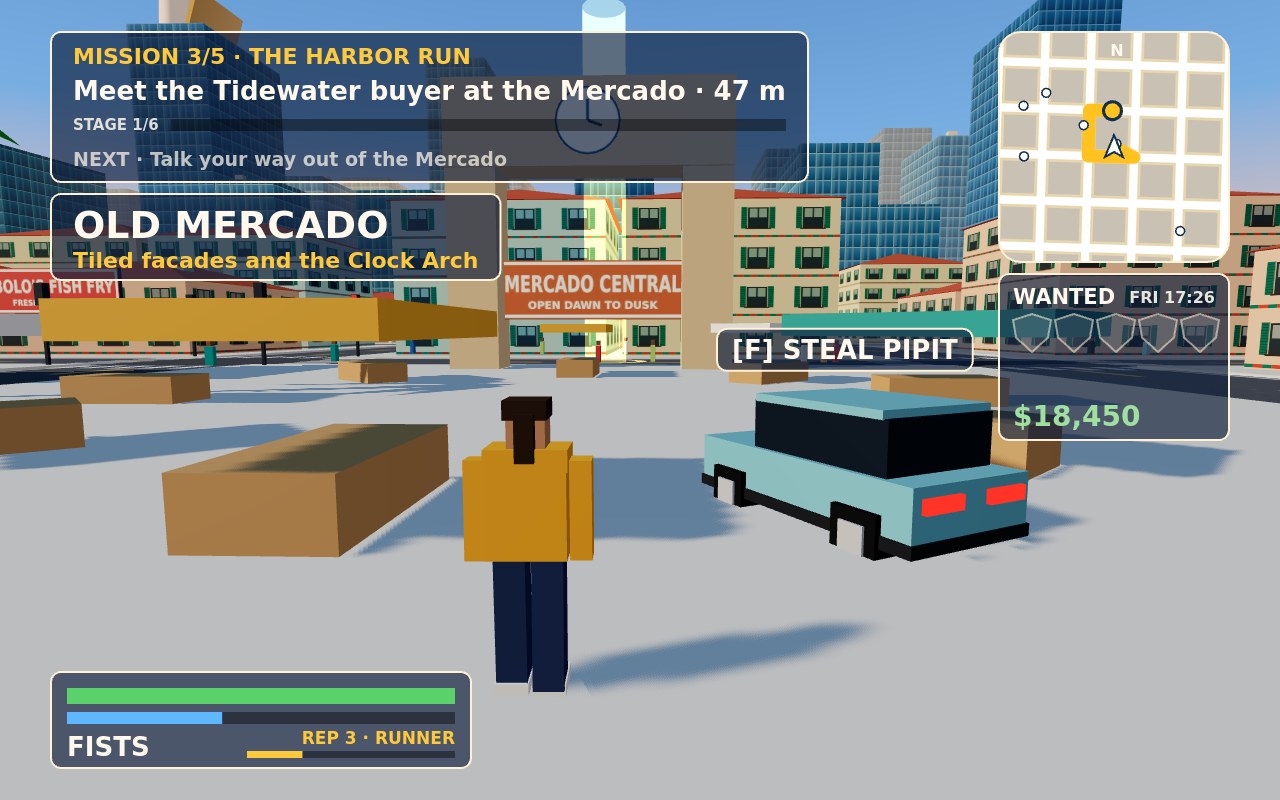 MISSION 3/5 · THE HARBOR RUN
Meet the Tidewater buyer at the Mercado · 47 m
STAGE 1/6
NEXT · Talk your way out of the Mercado
OLD MERCADO
Tiled facades and the Clock Arch
FISH FRY
MERCADO CENTRAL
OPEN DAWN TO DUSK
[F] STEAL PIPIT
N
WANTED FRI 17:26
$18,450
REP 3 · RUNNER
FISTS